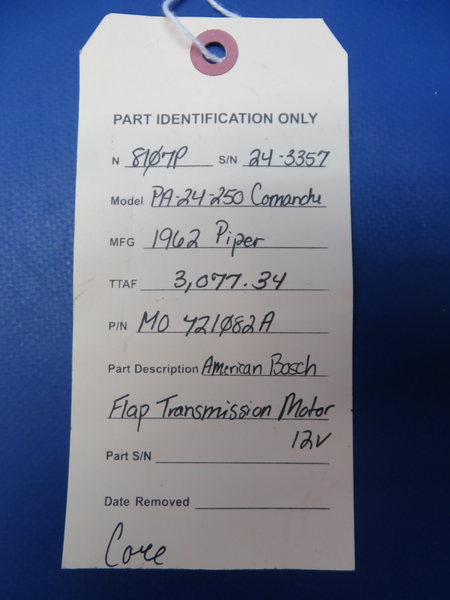 PART IDENTIFICATION ONLY
N 8107P S/N 24-3357
Model PA-24-250 Comanche
MFG 1962 Piper
TTAF 3,077.34
P/N MO 421082A
Part Description American Bosch
Flap Transmission Motor
12V
Part S/N
Date Removed
Core